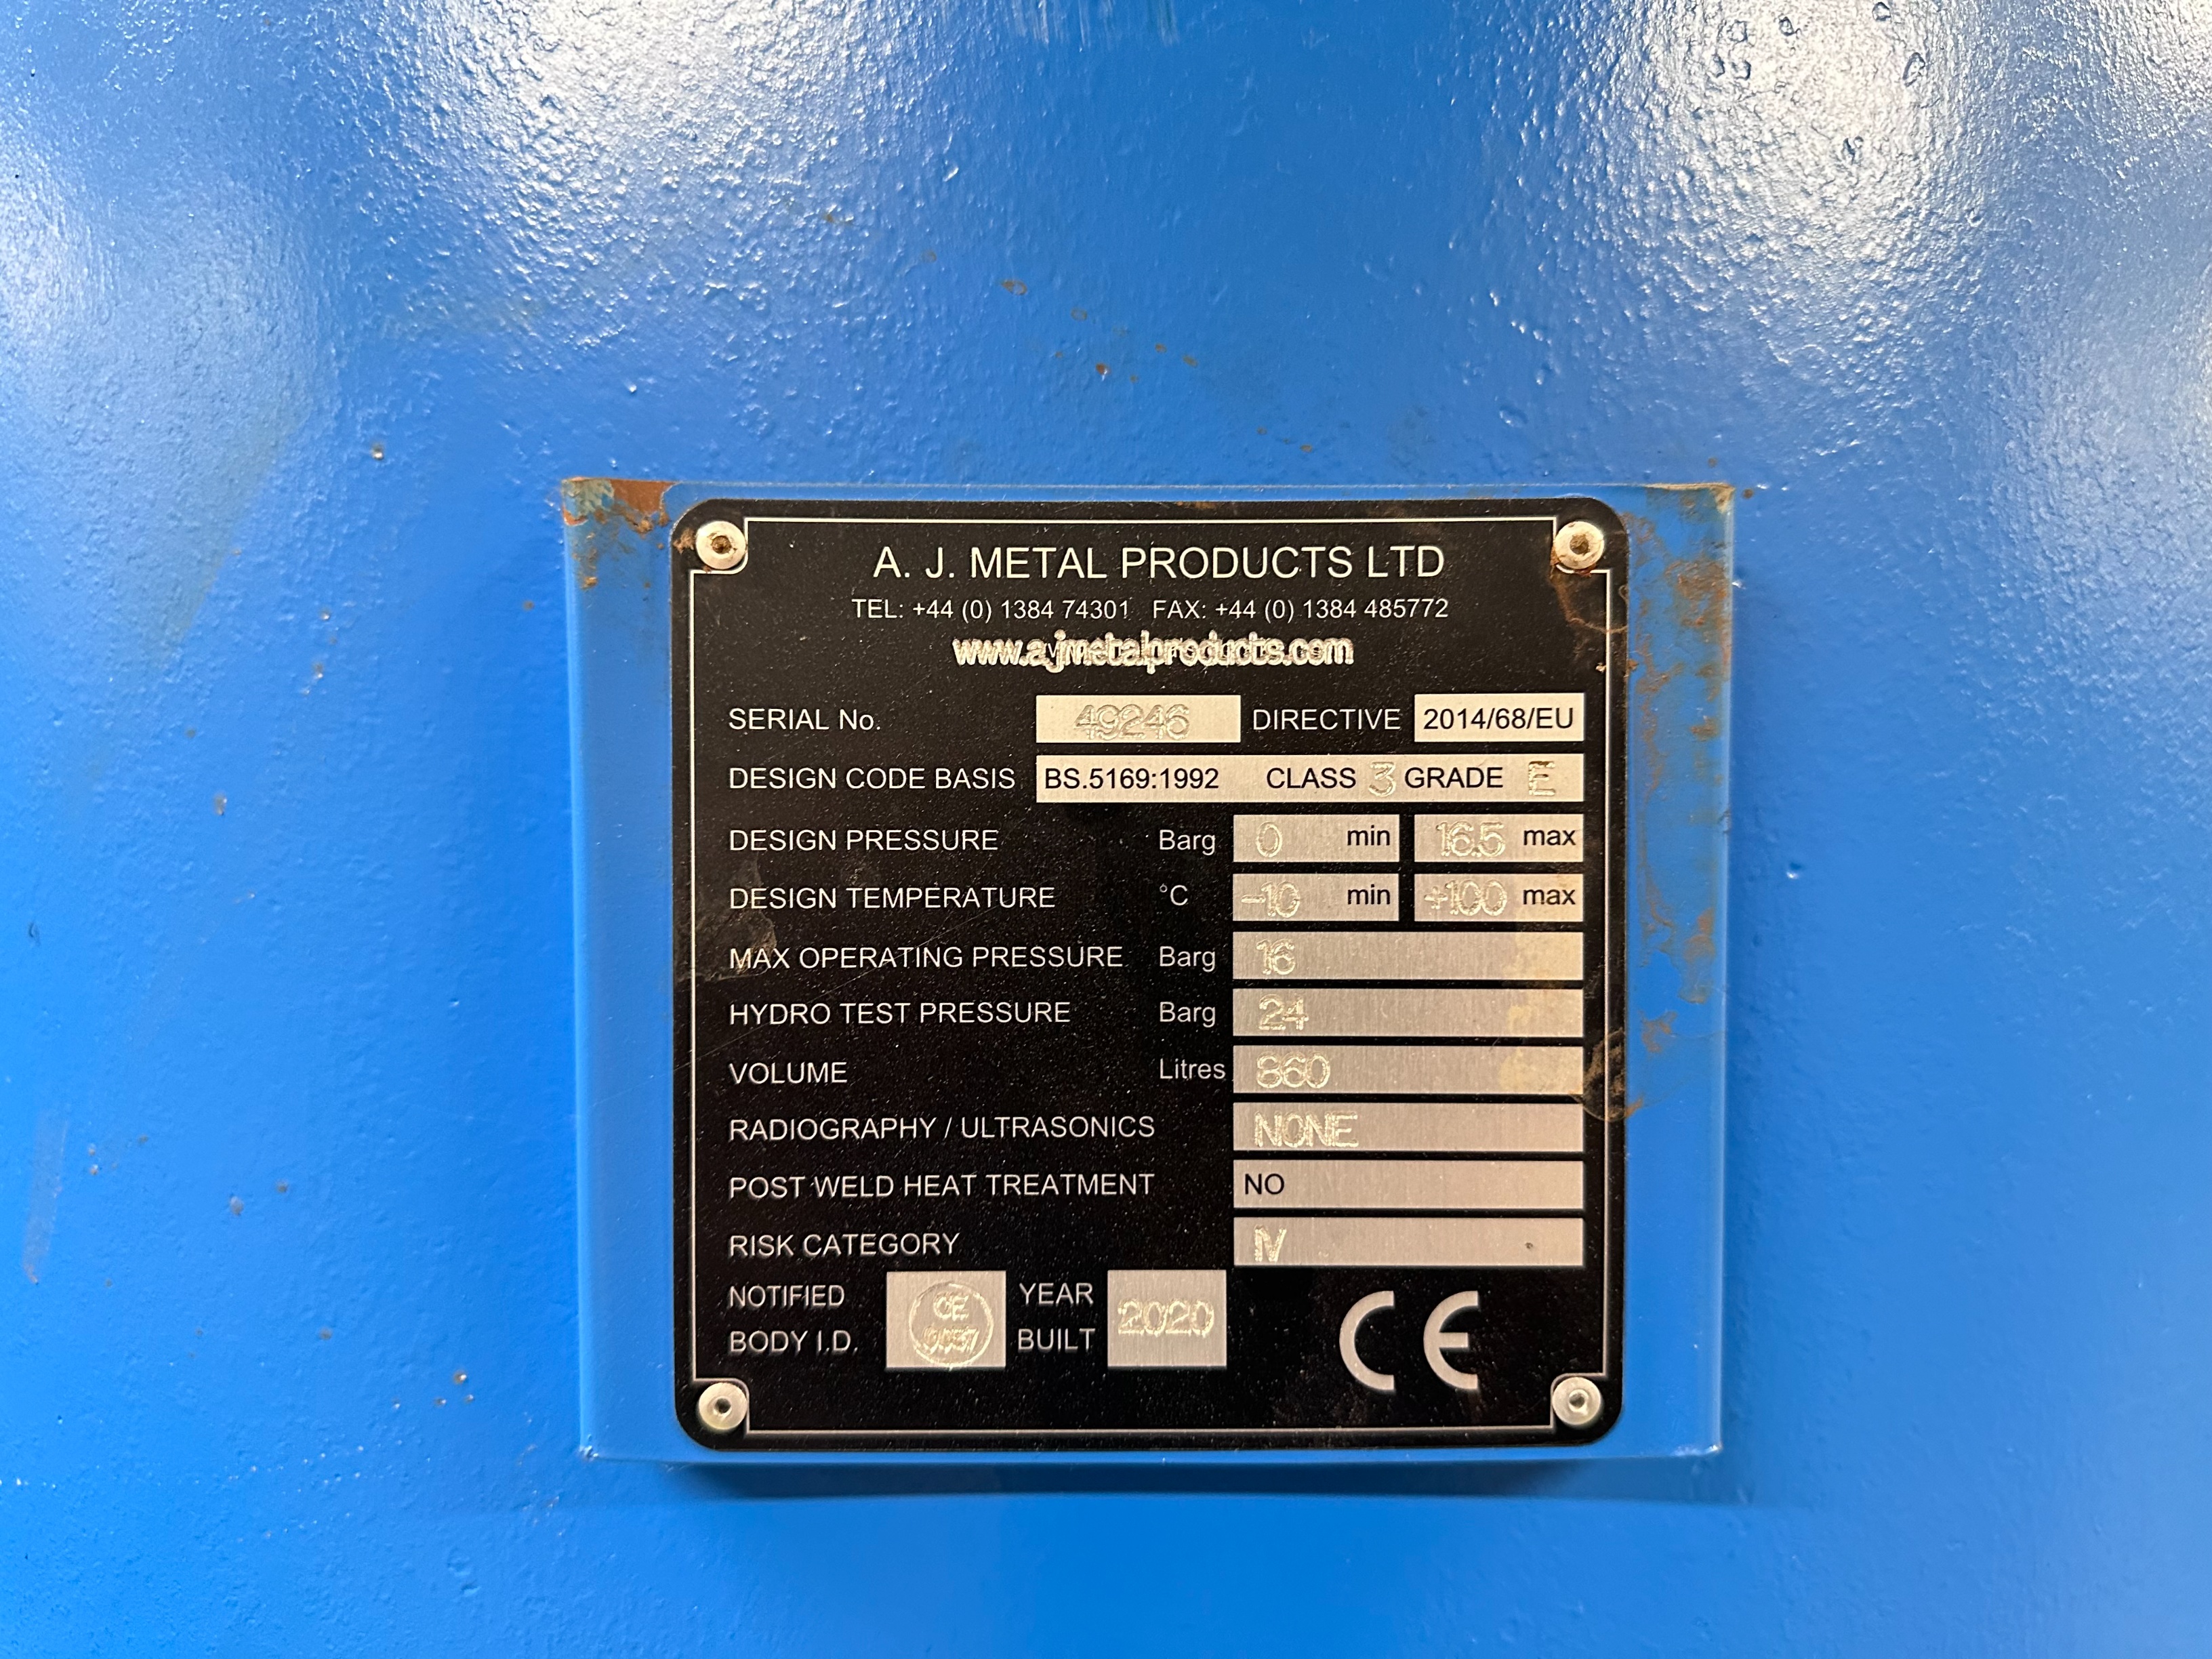 A. J. METAL PRODUCTS LTD
TEL: +44 (0) 1384 74301 FAX: +44 (0) 1384 485772
www.ajmetalproducts.com
SERIAL No. 49246 DIRECTIVE 2014/68/EU
DESIGN CODE BASIS BS.5169:1992 CLASS 3 GRADE E
DESIGN PRESSURE Barg 0 min 16.5 max
DESIGN TEMPERATURE °C -10 min +100 max
MAX OPERATING PRESSURE Barg 16
HYDRO TEST PRESSURE Barg 24
VOLUME Litres 860
RADIOGRAPHY / ULTRASONICS NONE
POST WELD HEAT TREATMENT NO
RISK CATEGORY IV
NOTIFIED BODY I.D. CE
YEAR BUILT 2020
CE